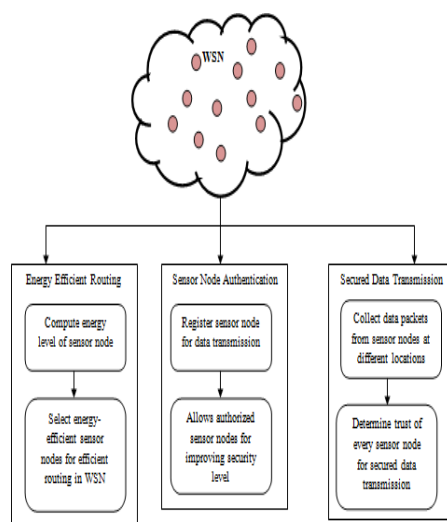 WSN
Energy Efficient Routing
Compute energy
level of sensor node
Select energy-
efficient sensor
nodes for efficient
routing in WSN
Sensor Node Authentication
Register sensor node
for data transmission
Allows authorized
sensor nodes for
improving security
level
Secured Data Transmission
Collect data packets
from sensor nodes at
different locations
Determine trust of
every sensor node
for secured data
transmission